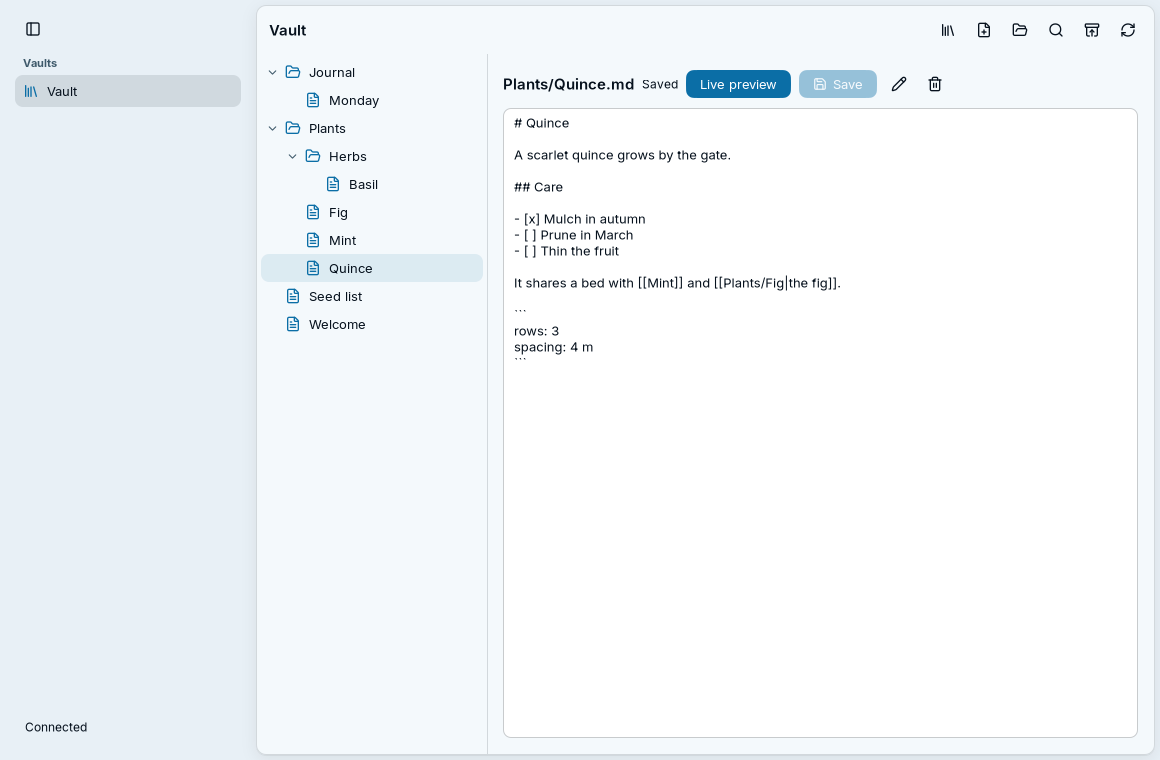 Vaults
Vault
Connected
Vault
Journal
Monday
Plants
Herbs
Basil
Fig
Mint
Quince
Seed list
Welcome
Plants/Quince.md Saved Live preview Save
# Quince
A scarlet quince grows by the gate.
## Care
- [x] Mulch in autumn
- [ ] Prune in March
- [ ] Thin the fruit
It shares a bed with [[Mint]] and [[Plants/Fig|the fig]].
```
rows: 3
spacing: 4 m
```